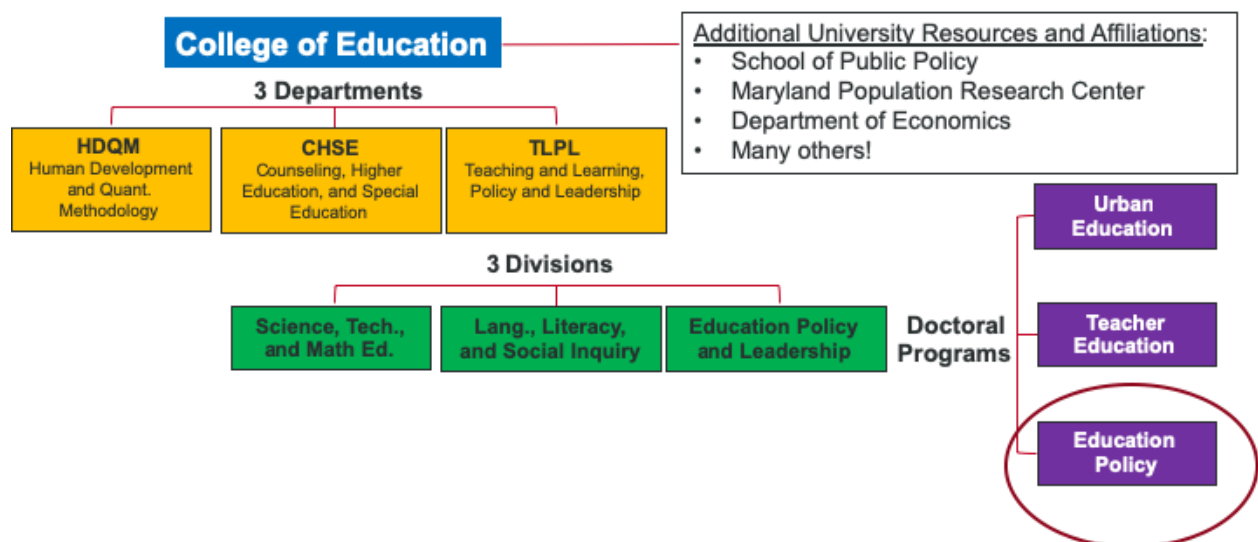 College of Education
Additional University Resources and Affiliations:
• School of Public Policy
• Maryland Population Research Center
• Department of Economics
• Many others!
3 Departments
HDQM
Human Development
and Quant.
Methodology
CHSE
Counseling, Higher
Education, and Special
Education
TLPL
Teaching and Learning,
Policy and Leadership
3 Divisions
Science, Tech.,
and Math Ed.
Lang., Literacy,
and Social Inquiry
Education Policy
and Leadership
Doctoral
Programs
Urban
Education
Teacher
Education
Education
Policy